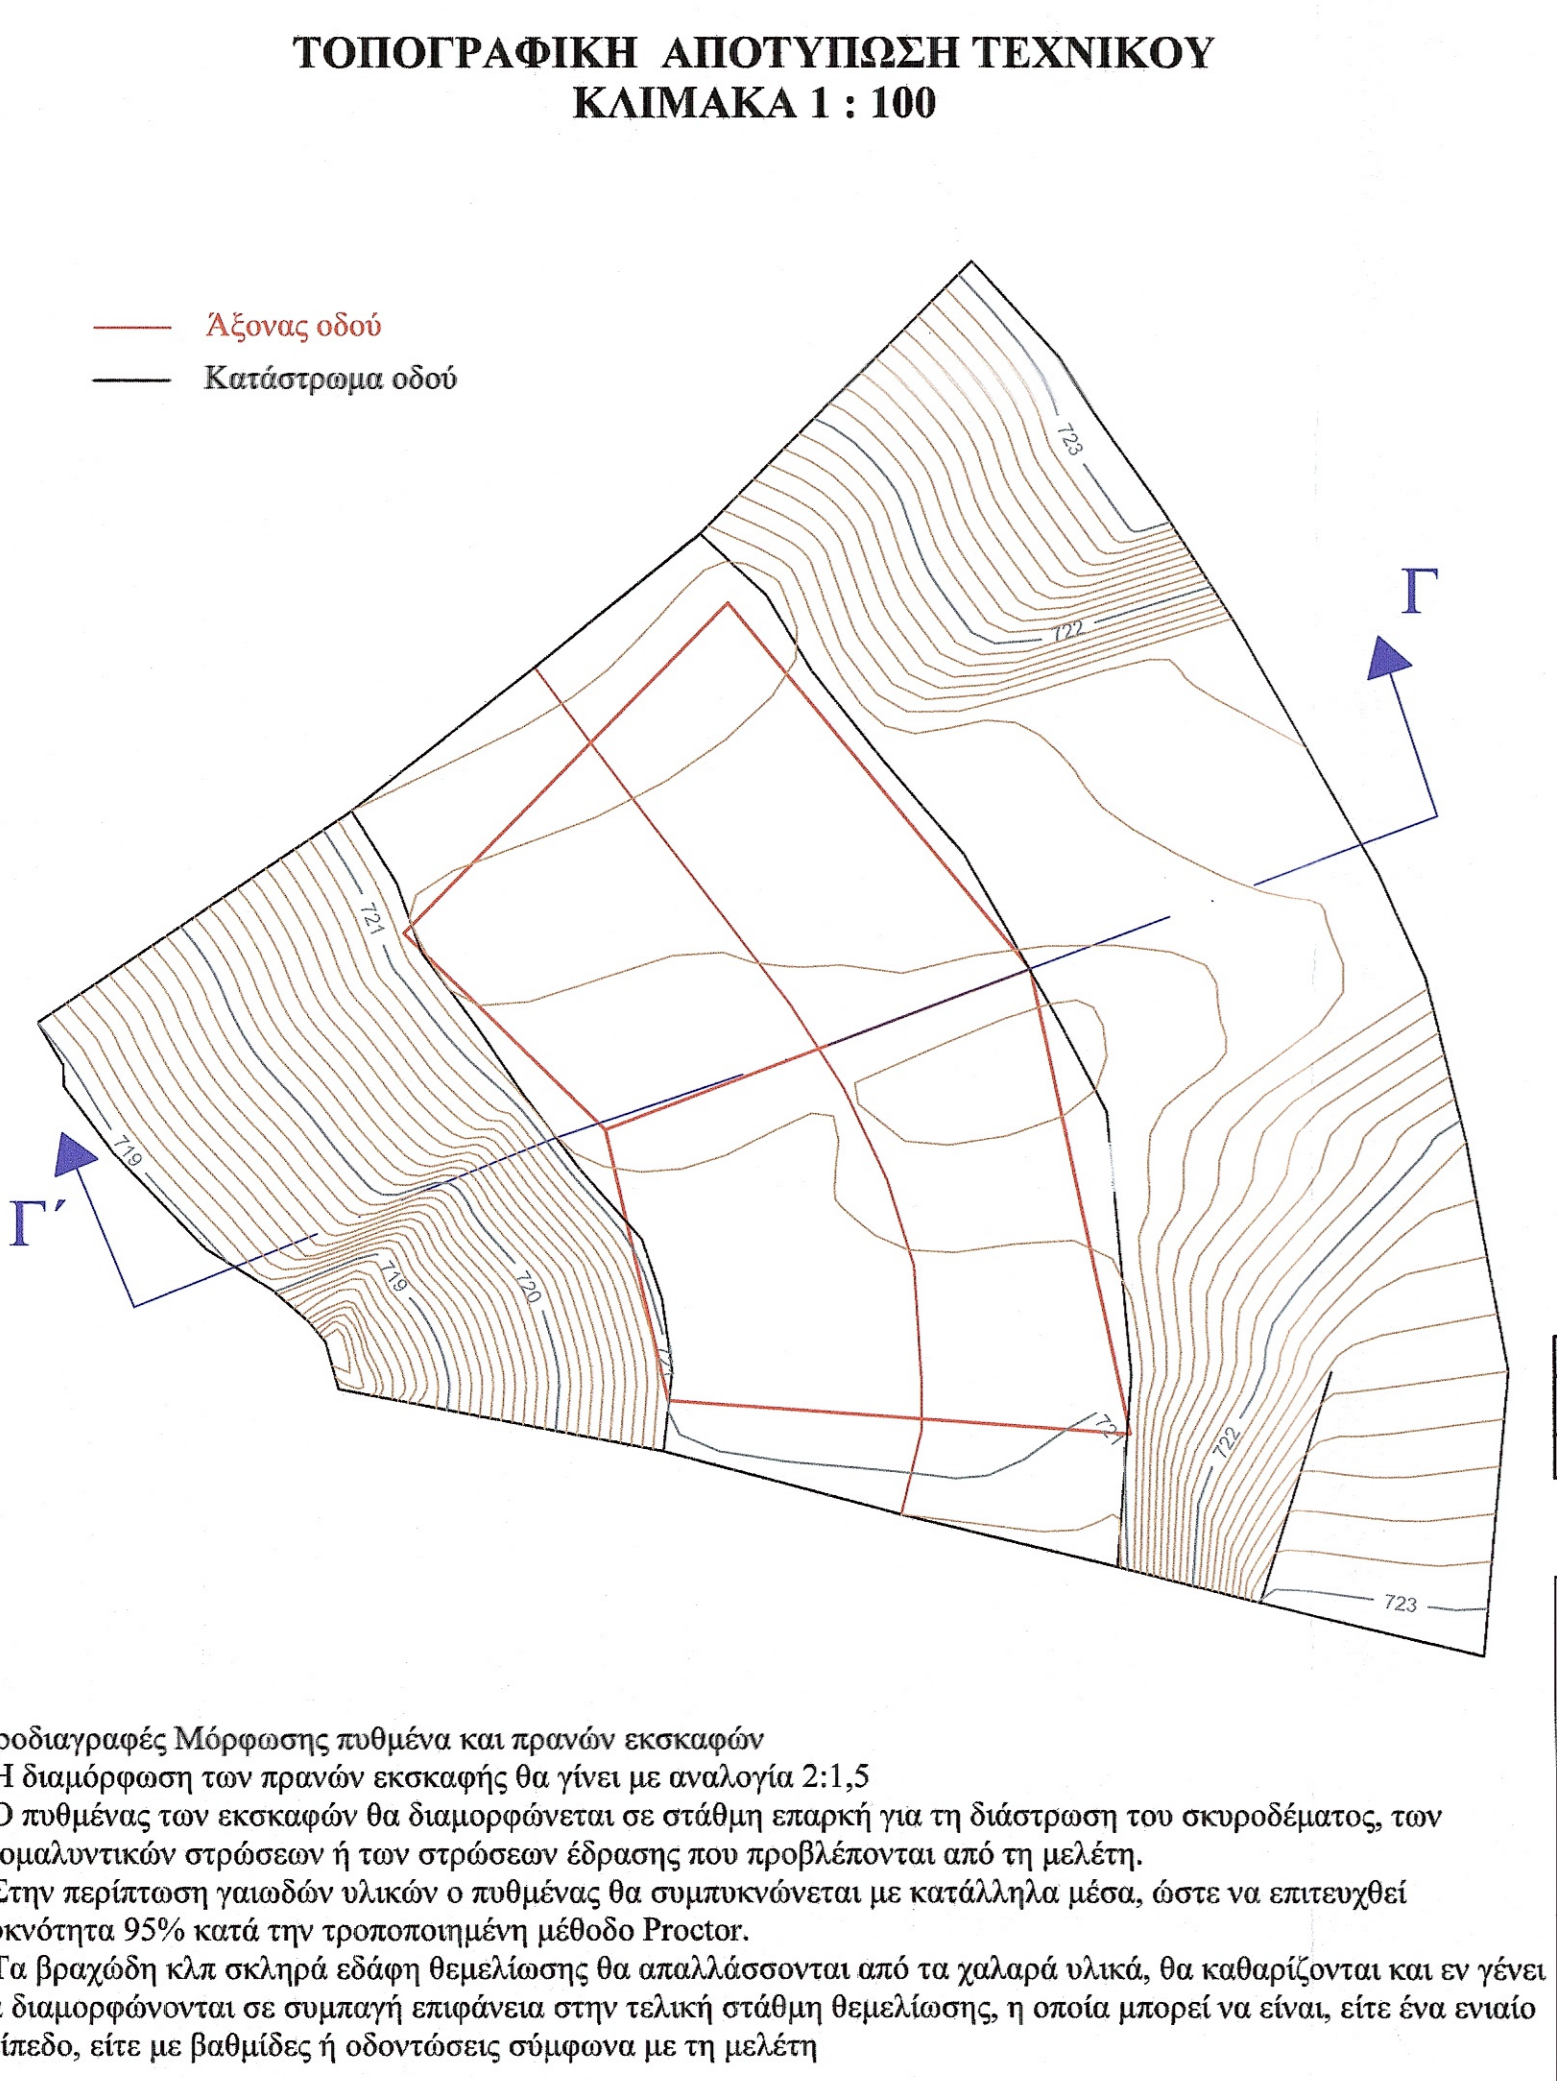 ΤΟΠΟΓΡΑΦΙΚΗ ΑΠΟΤΥΠΩΣΗ ΤΕΧΝΙΚΟΥ
ΚΛΙΜΑΚΑ 1 : 100
Άξονας οδού
Κατάστρωμα οδού
723
Γ
722
721
719
Γ΄
719
720
721
721
722
723
Μόρφωσης πυθμένα και πρανών εκσκαφών
Η διαμόρφωση των πρανών εκσκαφής θα γίνει με αναλογία 2:1,5
Ο πυθμένας των εκσκαφών θα διαμορφώνεται σε στάθμη επαρκή για τη διάστρωση του σκυροδέματος, των
στρώσεων ή των στρώσεων έδρασης που προβλέπονται από τη μελέτη.
Στην περίπτωση γαιωδών υλικών ο πυθμένας θα συμπυκνώνεται με κατάλληλα μέσα, ώστε να επιτευχθεί
95% κατά την τροποποιημένη μέθοδο Proctor.
Τα βραχώδη κλπ σκληρά εδάφη θεμελίωσης θα απαλλάσσονται από τα χαλαρά υλικά, θα καθαρίζονται και εν γένει
διαμορφώνονται σε συμπαγή επιφάνεια στην τελική στάθμη θεμελίωσης, η οποία μπορεί να είναι, είτε ένα ενιαίο
είτε με βαθμίδες ή οδοντώσεις σύμφωνα με τη μελέτη